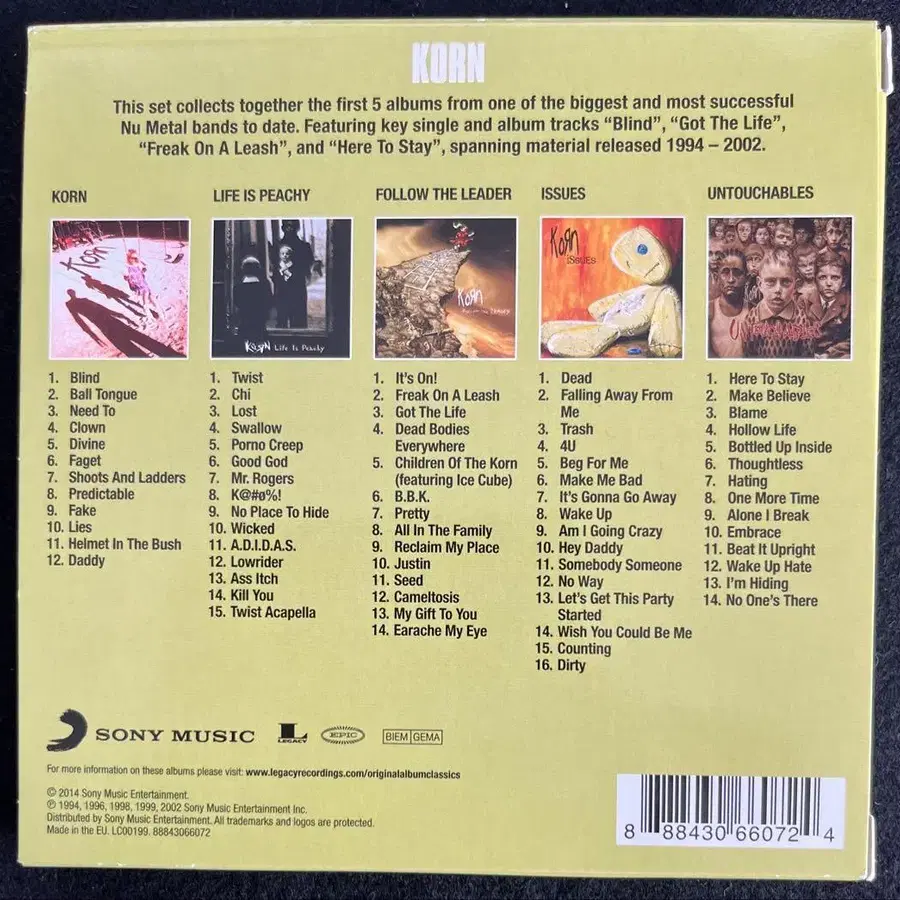 KORN
This set collects together the first 5 albums from one of the biggest and most successful
Nu Metal bands to date. Featuring key single and album tracks “Blind”, “Got The Life”,
“Freak On A Leash”, and “Here To Stay”, spanning material released 1994 – 2002.
KORN
Korn
1. Blind
2. Ball Tongue
3. Need To
4. Clown
5. Divine
6. Faget
7. Shoots And Ladders
8. Predictable
9. Fake
10. Lies
11. Helmet In The Bush
12. Daddy
LIFE IS PEACHY
Korn Life Is Peachy
1. Twist
2. Chi
3. Lost
4. Swallow
5. Porno Creep
6. Good God
7. Mr. Rogers
8. K@#ø%!
9. No Place To Hide
10. Wicked
11. A.D.I.D.A.S.
12. Lowrider
13. Ass Itch
14. Kill You
15. Twist Acapella
FOLLOW THE LEADER
Korn
1. It's On!
2. Freak On A Leash
3. Got The Life
4. Dead Bodies
Everywhere
5. Children Of The Korn
(featuring Ice Cube)
6. B.B.K.
7. Pretty
8. All In The Family
9. Reclaim My Place
10. Justin
11. Seed
12. Cameltosis
13. My Gift To You
14. Earache My Eye
ISSUES
Korn
issues
1. Dead
2. Falling Away From
Me
3. Trash
4. 4U
5. Beg For Me
6. Make Me Bad
7. It's Gonna Go Away
8. Wake Up
9. Am I Going Crazy
10. Hey Daddy
11. Somebody Someone
12. No Way
13. Let's Get This Party
Started
14. Wish You Could Be Me
15. Counting
16. Dirty
UNTOUCHABLES
UNTOUCHABLES
1. Here To Stay
2. Make Believe
3. Blame
4. Hollow Life
5. Bottled Up Inside
6. Thoughtless
7. Hating
8. One More Time
9. Alone I Break
10. Embrace
11. Beat It Upright
12. Wake Up Hate
13. I'm Hiding
14. No One's There
SONY MUSIC
L LEGACY
EPIC
BIEM GEMA
For more information on these albums please visit: www.legacyrecordings.com/originalalbumclassics
© 2014 Sony Music Entertainment.
℗ 1994, 1996, 1998, 1999, 2002 Sony Music Entertainment Inc.
Distributed by Sony Music Entertainment. All trademarks and logos are protected.
Made in the EU. LC00199. 88843066072
8 88430 66072 4